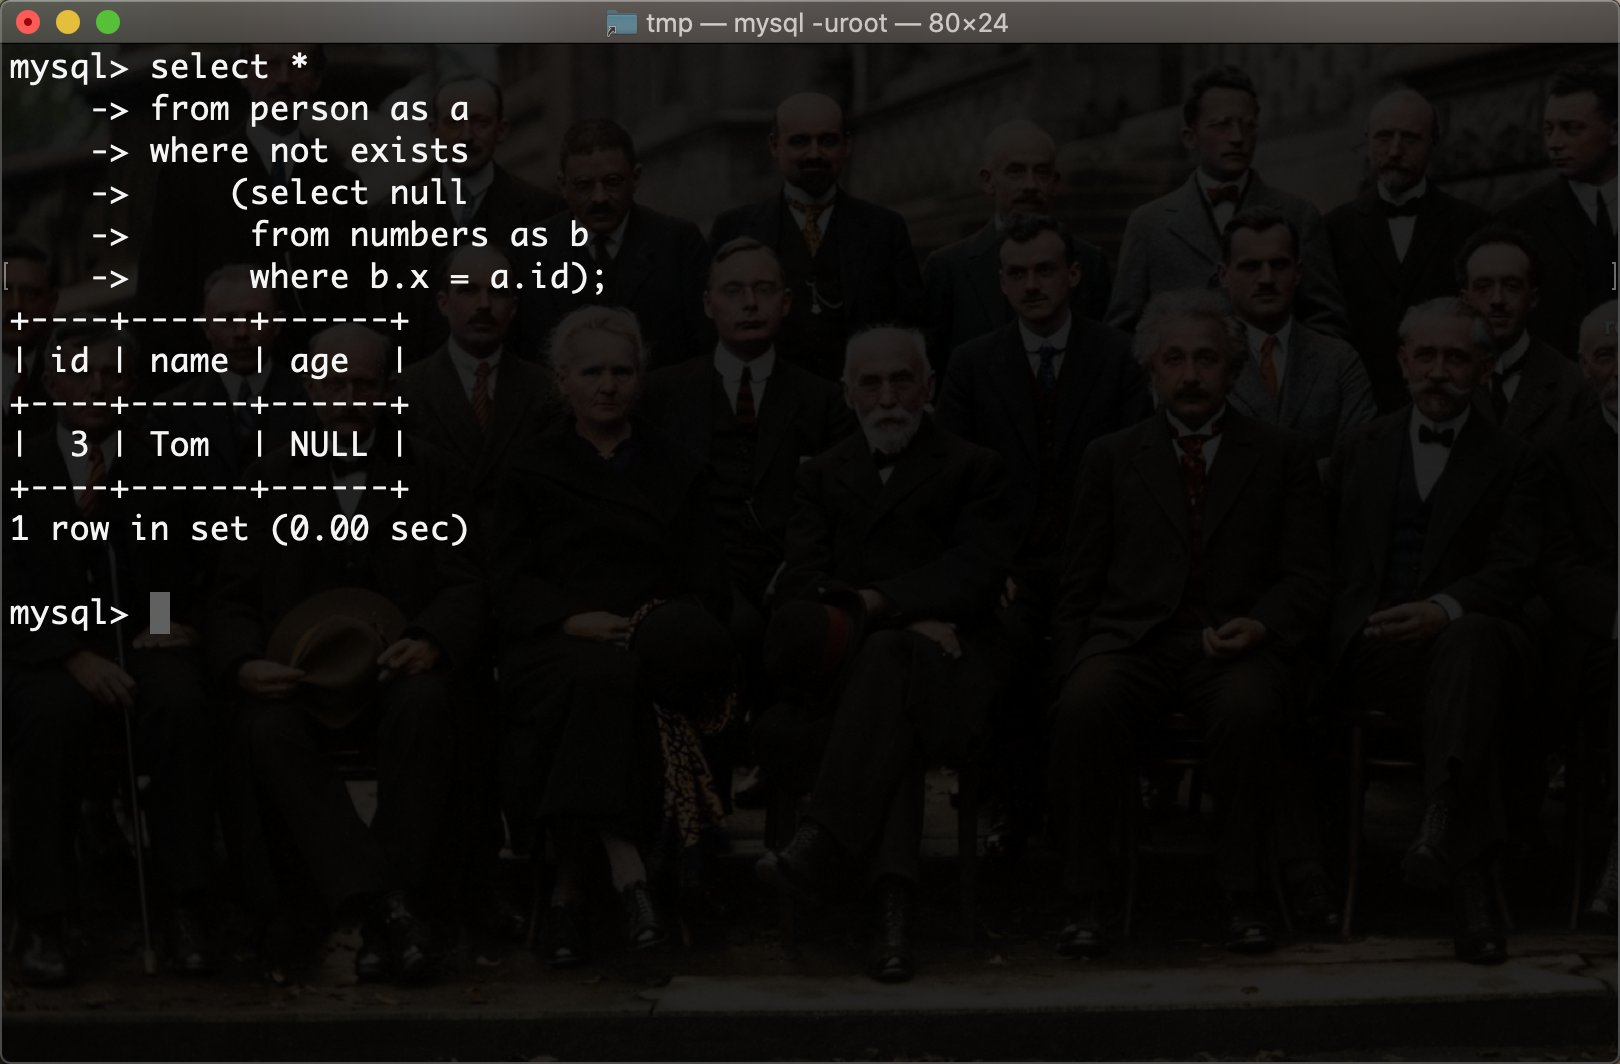 tmp — mysql -uroot — 80×24
mysql> select *
    -> from person as a
    -> where not exists
    ->     (select null
    ->      from numbers as b
    ->      where b.x = a.id);
+----+------+------+
| id | name | age  |
+----+------+------+
|  3 | Tom  | NULL |
+----+------+------+
1 row in set (0.00 sec)
mysql>